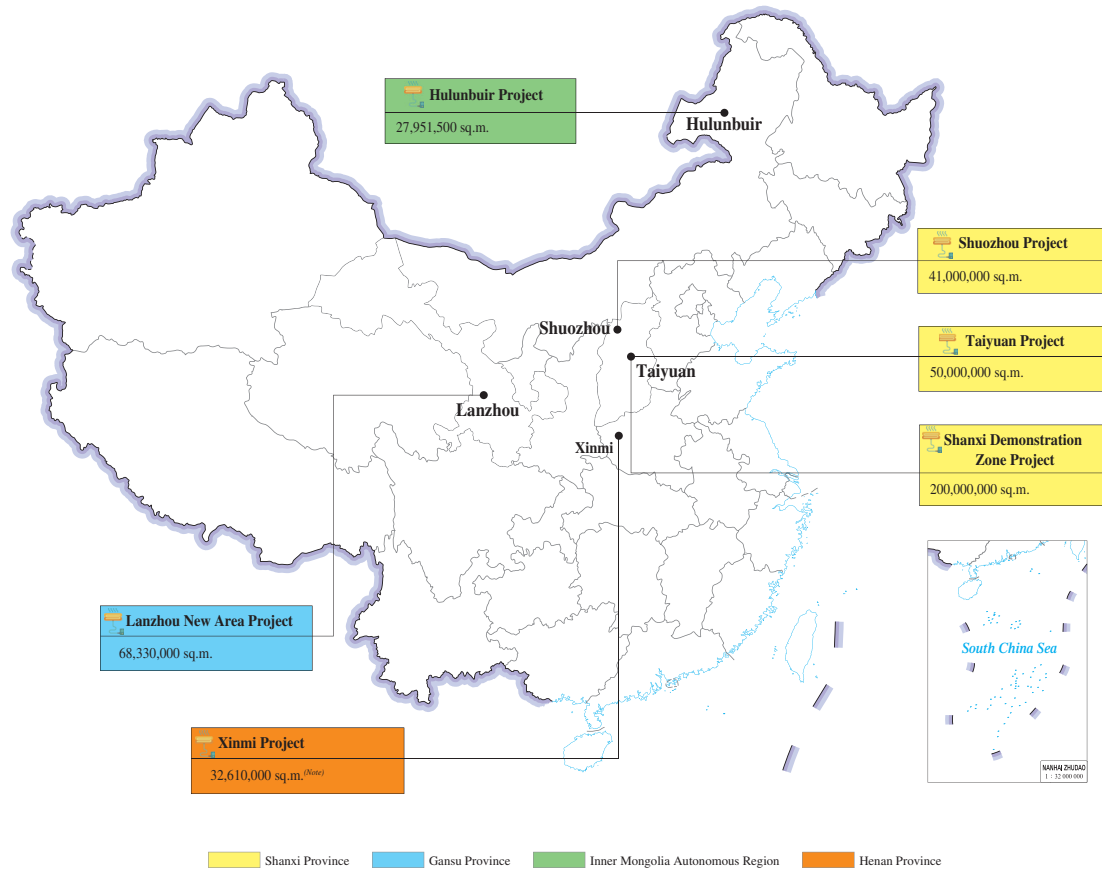 Hulunbuir Project
27,951,500 sq.m.
Hulunbuir
Shuozhou Project
41,000,000 sq.m.
Shuozhou
Taiyuan Project
50,000,000 sq.m.
Taiyuan
Lanzhou
Xinmi
Shanxi Demonstration
Zone Project
200,000,000 sq.m.
Lanzhou New Area Project
68,330,000 sq.m.
South China Sea
Xinmi Project
32,610,000 sq.m.(Note)
NANHAI ZHUDAO
1 : 32 000 000
Shanxi Province
Gansu Province
Inner Mongolia Autonomous Region
Henan Province